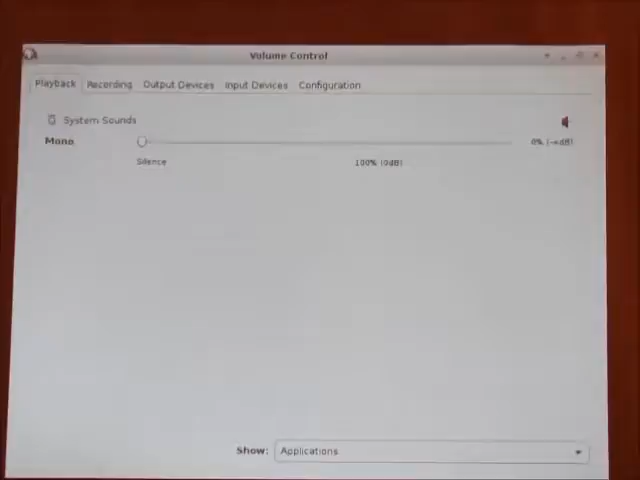 Volume Control
Playback Recording Output Devices Input Devices Configuration
System Sounds
Mono 0% (-∞dB)
Silence 100% (0dB)
Show: Applications